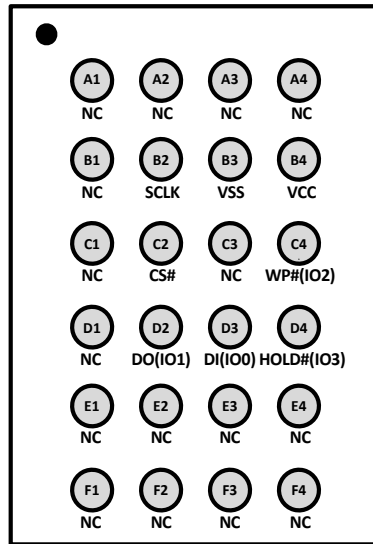 A1 A2 A3 A4
NC NC NC NC
B1 B2 B3 B4
NC SCLK VSS VCC
C1 C2 C3 C4
NC CS# NC WP#(IO2)
D1 D2 D3 D4
NC DO(IO1) DI(IO0) HOLD#(IO3)
E1 E2 E3 E4
NC NC NC NC
F1 F2 F3 F4
NC NC NC NC